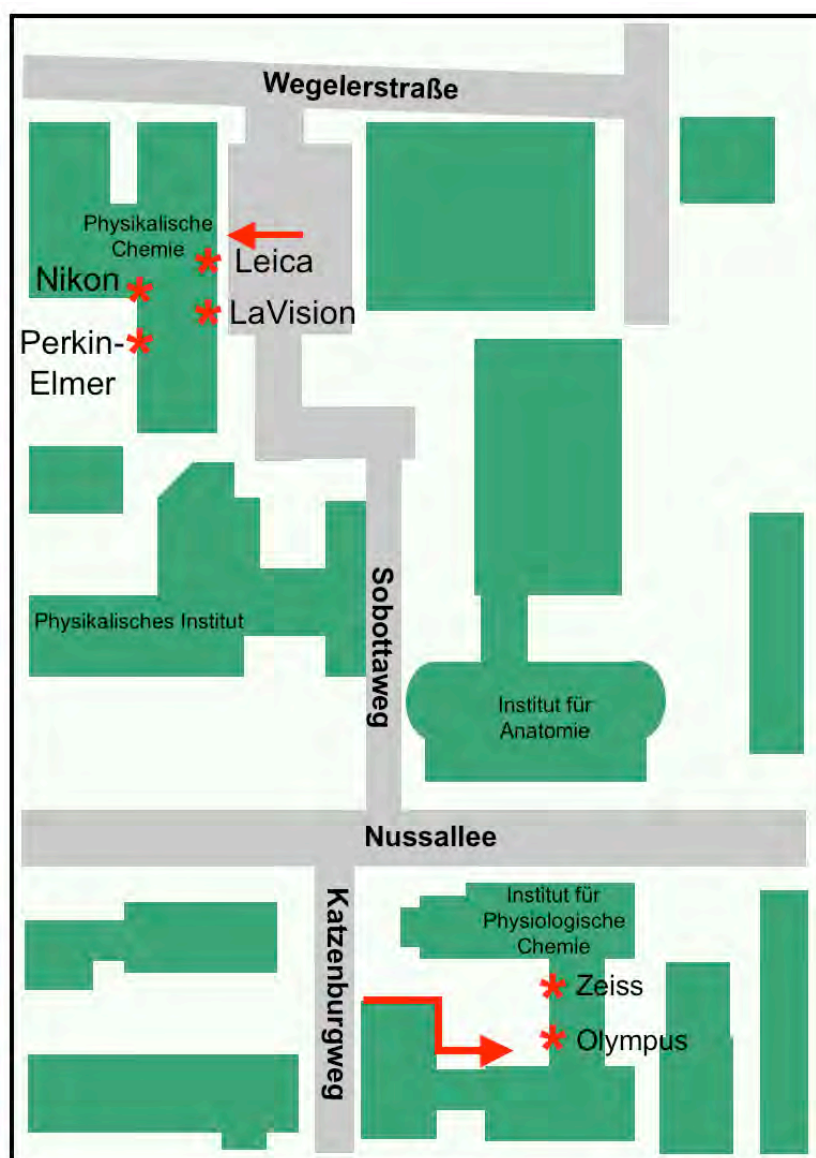 Wegelerstraße
Physikalische
Chemie
Leica
Nikon
LaVision
Perkin-
Elmer
Sobottaweg
Physikalisches Institut
Institut für
Anatomie
Nussallee
Katzenburgweg
Institut für
Physiologische
Chemie
Zeiss
Olympus